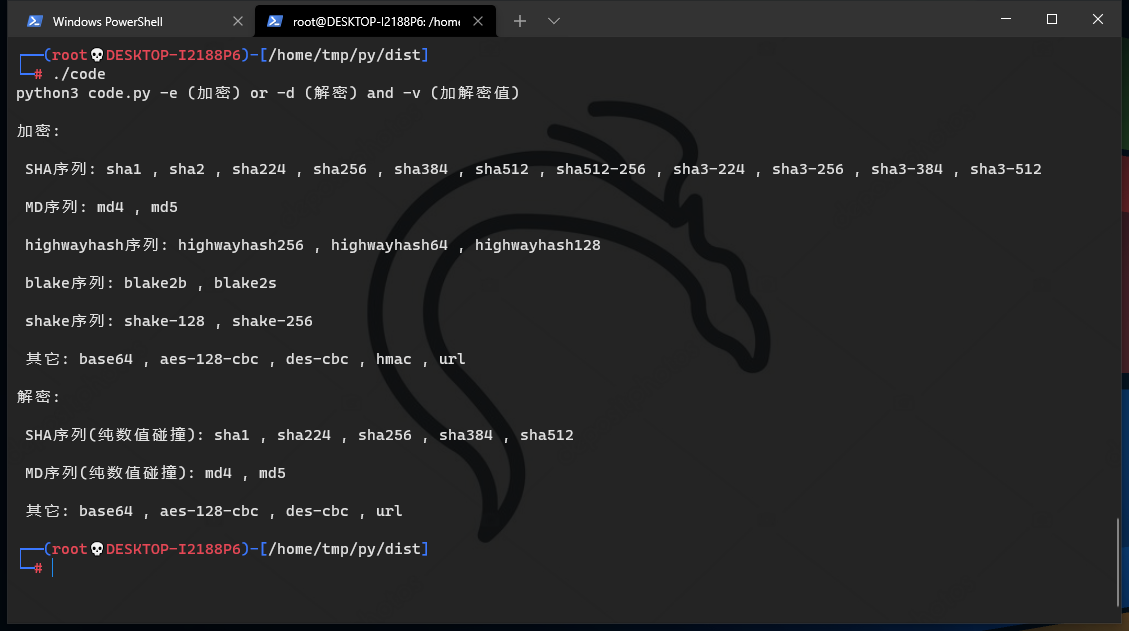 Windows PowerShell
root@DESKTOP-I2188P6: /home
(root💀DESKTOP-I2188P6)-[/home/tmp/py/dist]
# ./code
python3 code.py -e (加密) or -d (解密) and -v (加解密值)
加密:
SHA序列: sha1 , sha2 , sha224 , sha256 , sha384 , sha512 , sha512-256 , sha3-224 , sha3-256 , sha3-384 , sha3-512
MD序列: md4 , md5
highwayhash序列: highwayhash256 , highwayhash64 , highwayhash128
blake序列: blake2b , blake2s
shake序列: shake-128 , shake-256
其它: base64 , aes-128-cbc , des-cbc , hmac , url
解密:
SHA序列(纯数值碰撞): sha1 , sha224 , sha256 , sha384 , sha512
MD序列(纯数值碰撞): md4 , md5
其它: base64 , aes-128-cbc , des-cbc , url
(root💀DESKTOP-I2188P6)-[/home/tmp/py/dist]
#